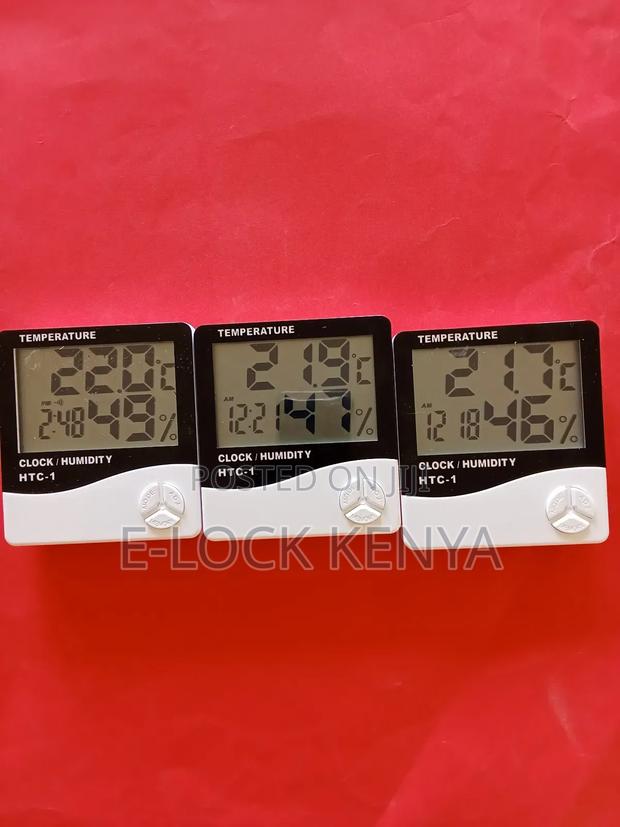 TEMPERATURE
22.0°C
PM
2:48 49%
CLOCK / HUMIDITY
HTC-1
TEMPERATURE
21.9°C
AM
12:21 47%
CLOCK / HUMIDITY
HTC-1
TEMPERATURE
21.7°C
AM
12 18 46%
CLOCK / HUMIDITY
HTC-1
POSTED ON JIJI
E-LOCK KENYA